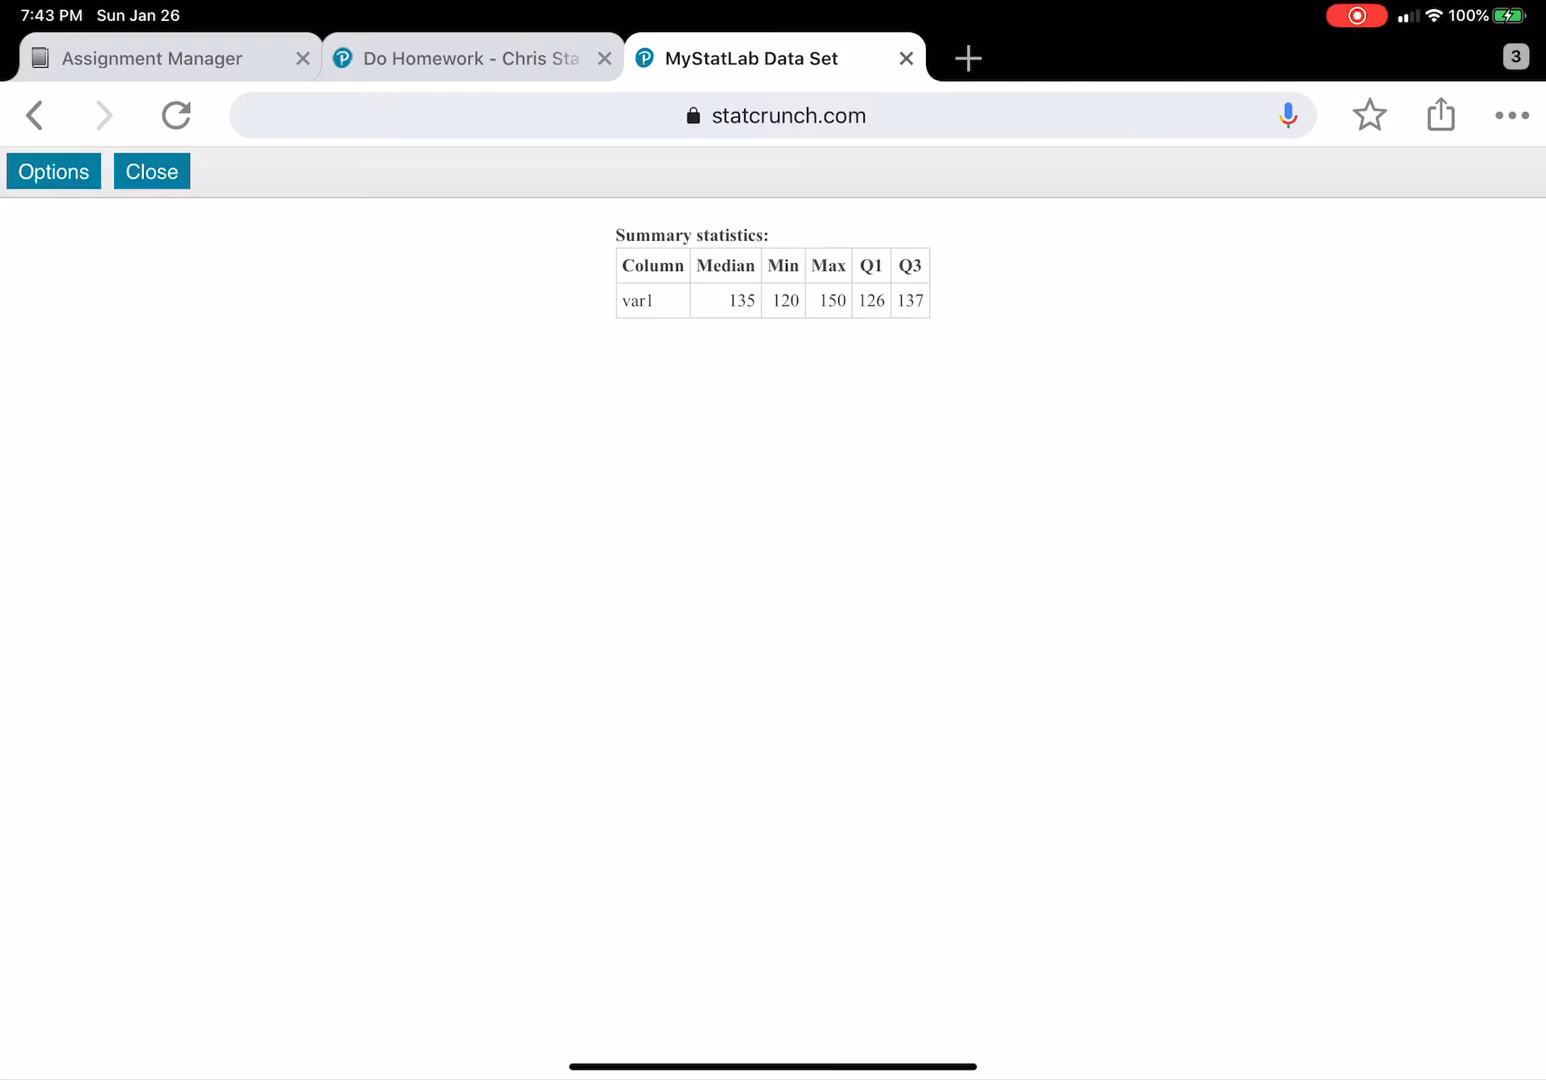 7:43 PM Sun Jan 26
100%
Assignment Manager
Do Homework - Chris Sta
MyStatLab Data Set
3
statcrunch.com
Options Close
Summary statistics:
Column Median Min Max Q1 Q3
var1 135 120 150 126 137